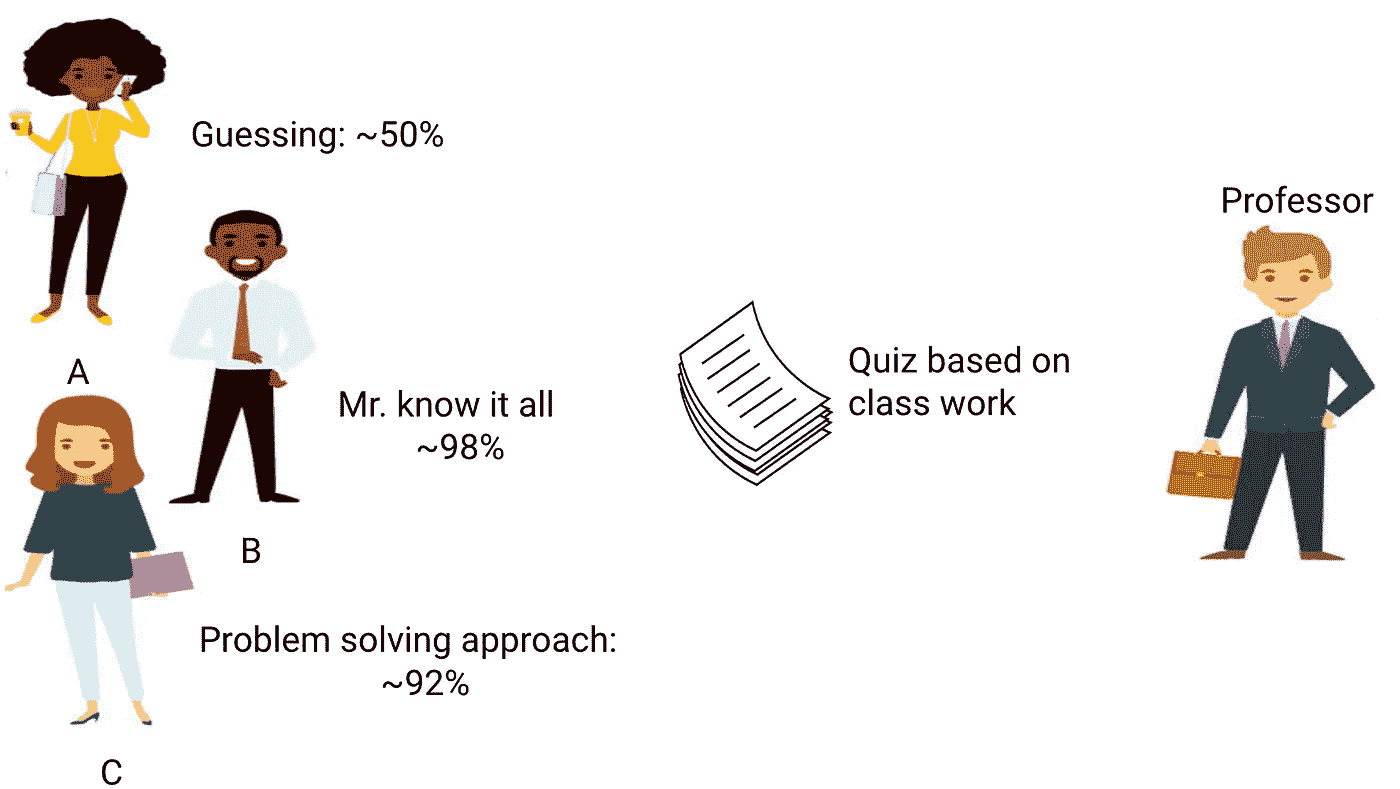 Guessing: ~50%
A
Mr. know it all
~98%
B
Problem solving approach:
~92%
C
Quiz based on
class work
Professor